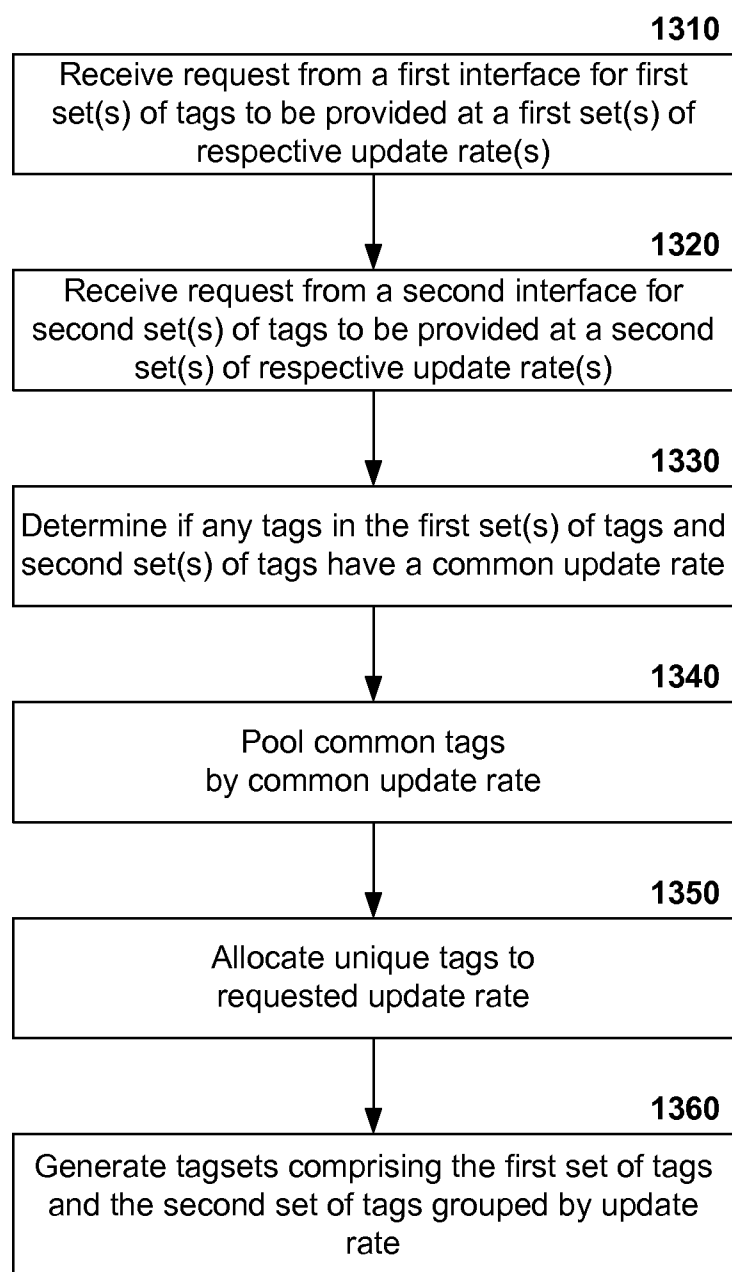 1310
Receive request from a first interface for first
set(s) of tags to be provided at a first set(s) of
respective update rate(s)
1320
Receive request from a second interface for
second set(s) of tags to be provided at a second
set(s) of respective update rate(s)
1330
Determine if any tags in the first set(s) of tags and
second set(s) of tags have a common update rate
1340
Pool common tags
by common update rate
1350
Allocate unique tags to
requested update rate
1360
Generate tagsets comprising the first set of tags
and the second set of tags grouped by update
rate